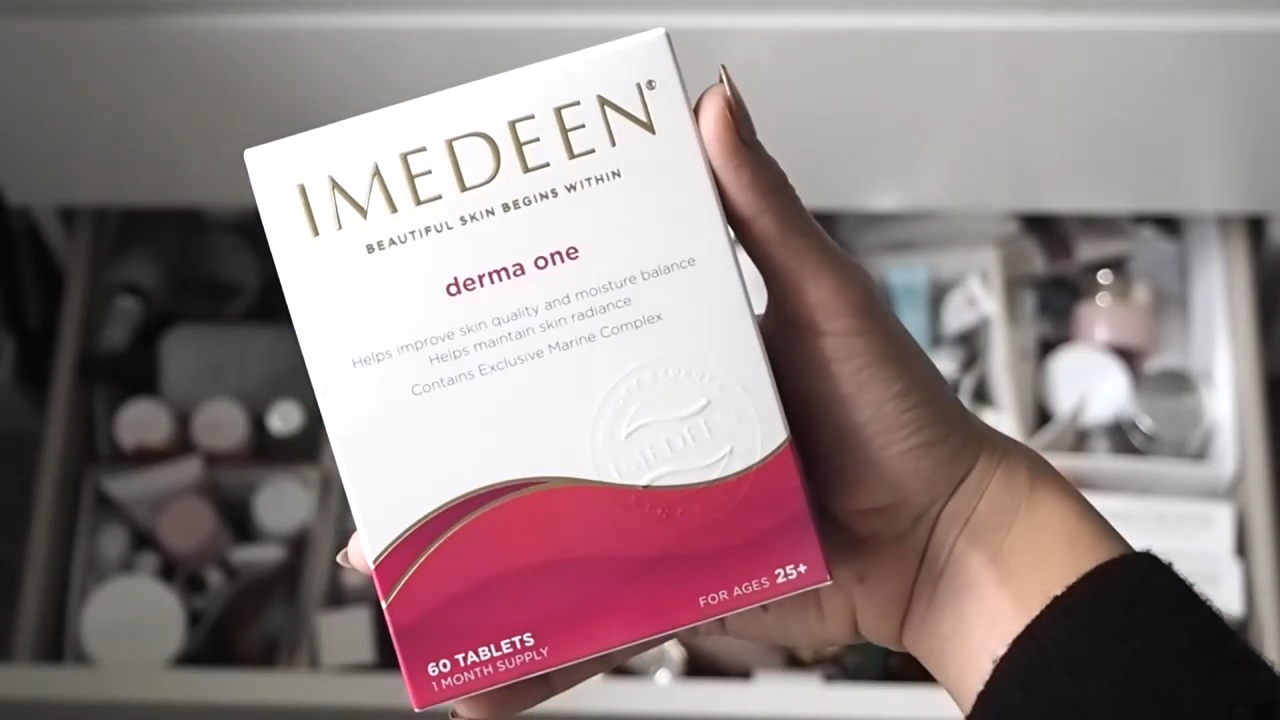 IMEDEEN®
BEAUTIFUL SKIN BEGINS WITHIN
derma one
Helps improve skin quality and moisture balance
Helps maintain skin radiance
Contains Exclusive Marine Complex
FOR AGES 25+
60 TABLETS
1 MONTH SUPPLY